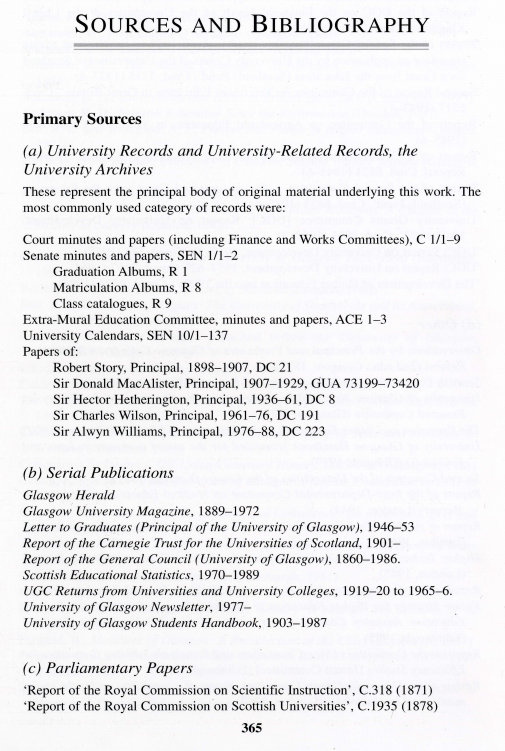 SOURCES AND BIBLIOGRAPHY
Primary Sources
(a) University Records and University-Related Records, the
University Archives
These represent the principal body of original material underlying this work. The
most commonly used category of records were:
Court minutes and papers (including Finance and Works Committees), C 1/1–9
Senate minutes and papers, SEN 1/1–2
Graduation Albums, R 1
Matriculation Albums, R 8
Class catalogues, R 9
Extra-Mural Education Committee, minutes and papers, ACE 1–3
University Calendars, SEN 10/1–137
Papers of:
Robert Story, Principal, 1898–1907, DC 21
Sir Donald MacAlister, Principal, 1907–1929, GUA 73199–73420
Sir Hector Hetherington, Principal, 1936–61, DC 8
Sir Charles Wilson, Principal, 1961–76, DC 191
Sir Alwyn Williams, Principal, 1976–88, DC 223
(b) Serial Publications
Glasgow Herald
Glasgow University Magazine, 1889–1972
Letter to Graduates (Principal of the University of Glasgow), 1946–53
Report of the Carnegie Trust for the Universities of Scotland, 1901–
Report of the General Council (University of Glasgow), 1860–1986.
Scottish Educational Statistics, 1970–1989
UGC Returns from Universities and University Colleges, 1919–20 to 1965–6.
University of Glasgow Newsletter, 1977–
University of Glasgow Students Handbook, 1903–1987
(c) Parliamentary Papers
‘Report of the Royal Commission on Scientific Instruction’, C.318 (1871)
‘Report of the Royal Commission on Scottish Universities’, C.1935 (1878)
365